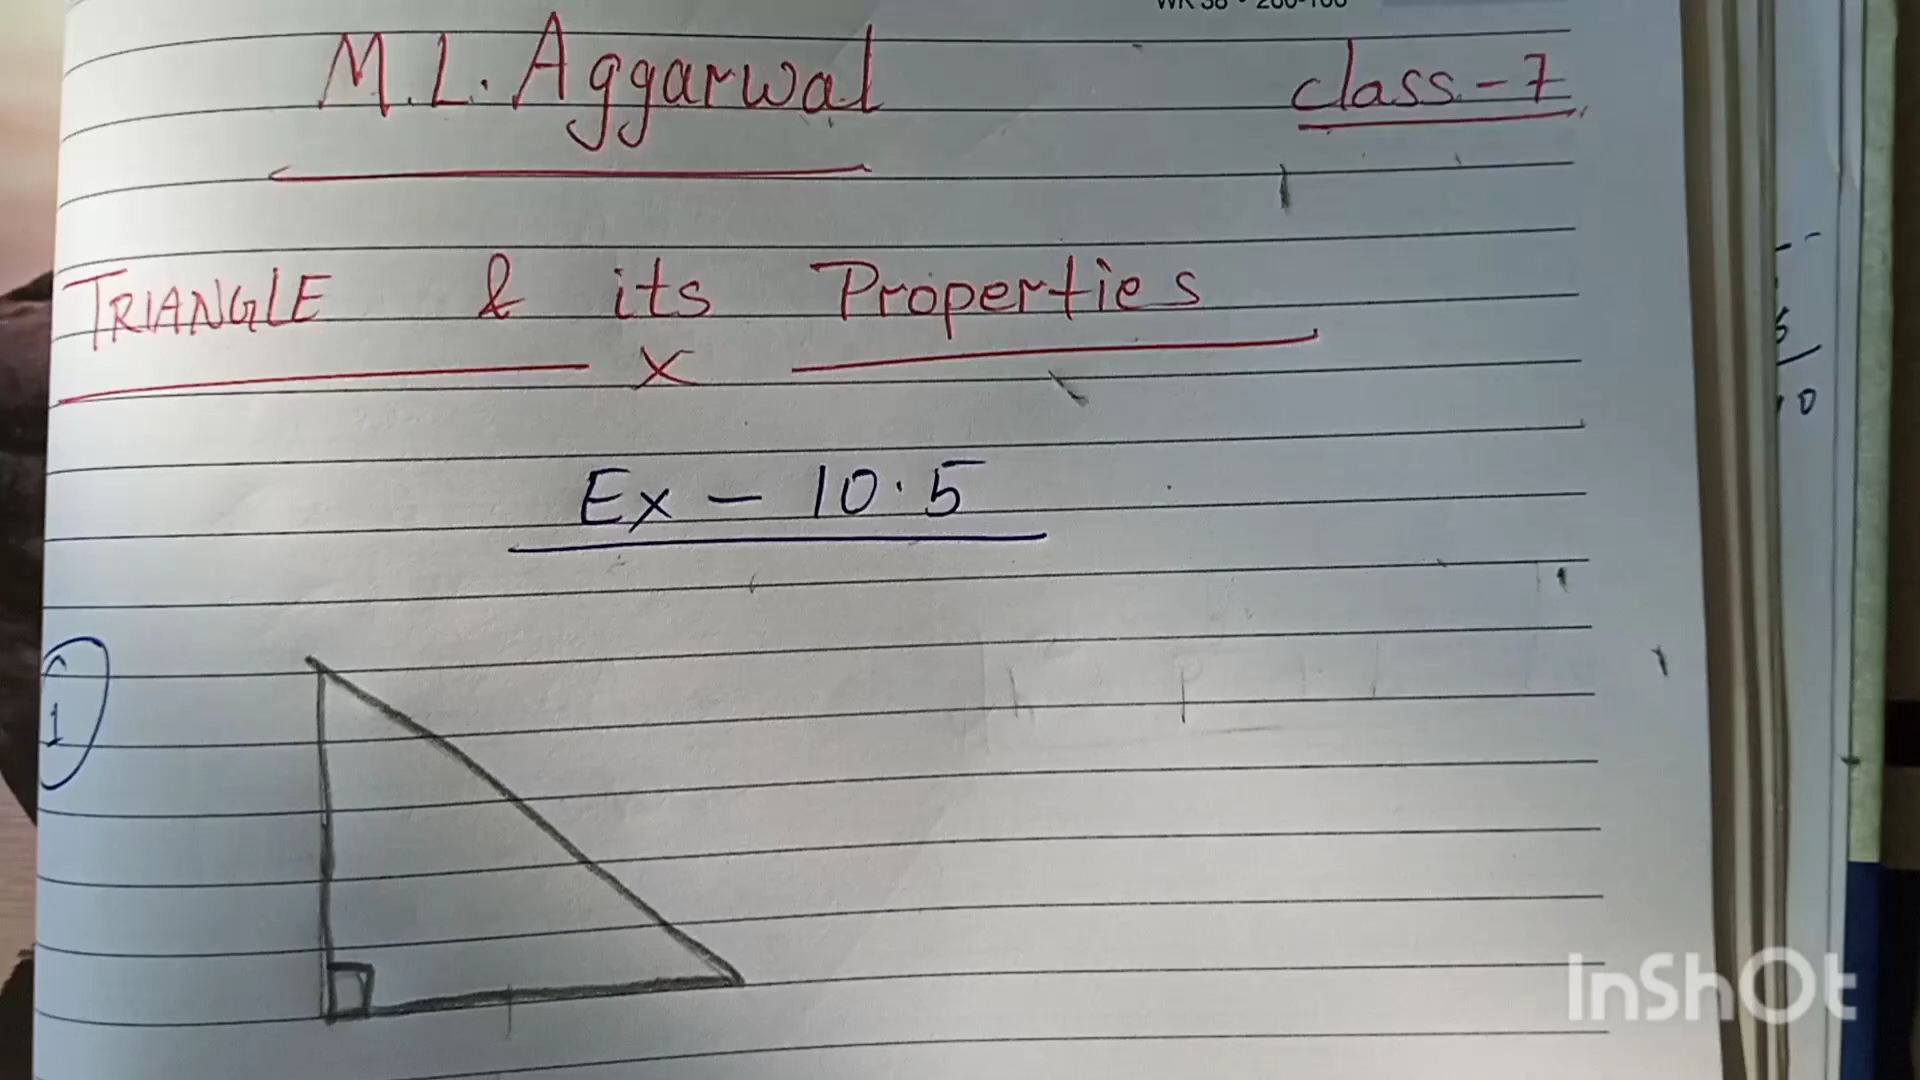 M.L. Aggarwal
class - 7
TRIANGLE & its Properties
x
Ex - 10.5
1
InShOt